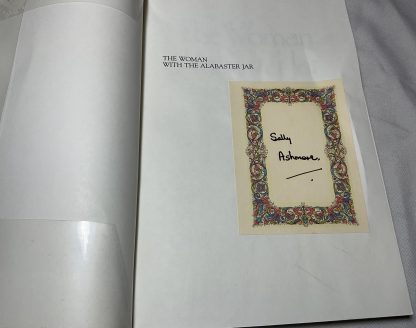 THE WOMAN
WITH THE ALABASTER JAR
Sally
Ashmore.